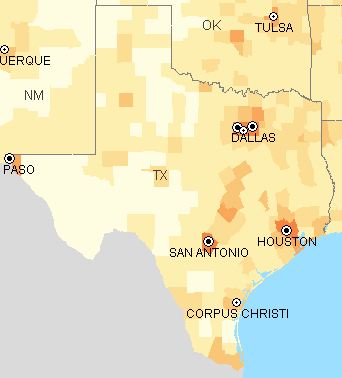 OK
TULSA
UERQUE
NM
DALLAS
PASO
TX
HOUSTON
SAN ANTONIO
CORPUS CHRISTI